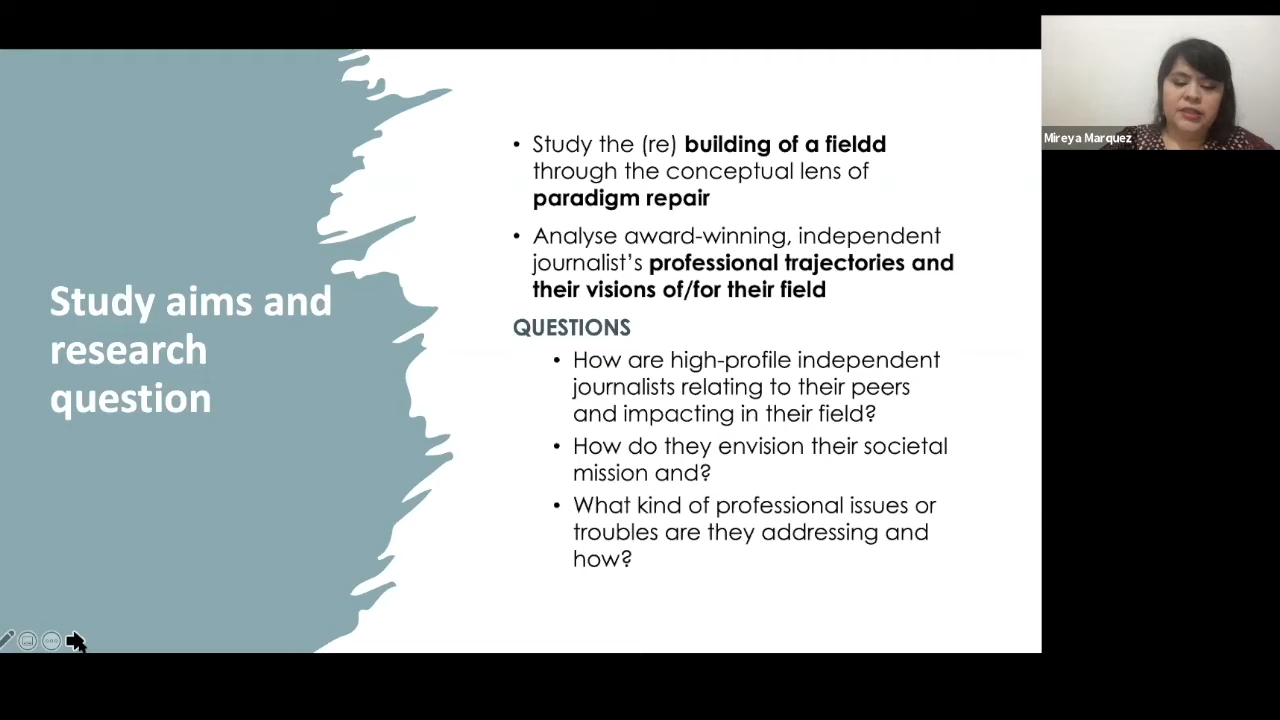 Study aims and
research
question
• Study the (re) building of a fieldd
through the conceptual lens of
paradigm repair
• Analyse award-winning, independent
journalist's professional trajectories and
their visions of/for their field
QUESTIONS
• How are high-profile independent
journalists relating to their peers
and impacting in their field?
• How do they envision their societal
mission and?
• What kind of professional issues or
troubles are they addressing and
how?
Mireya Marquez